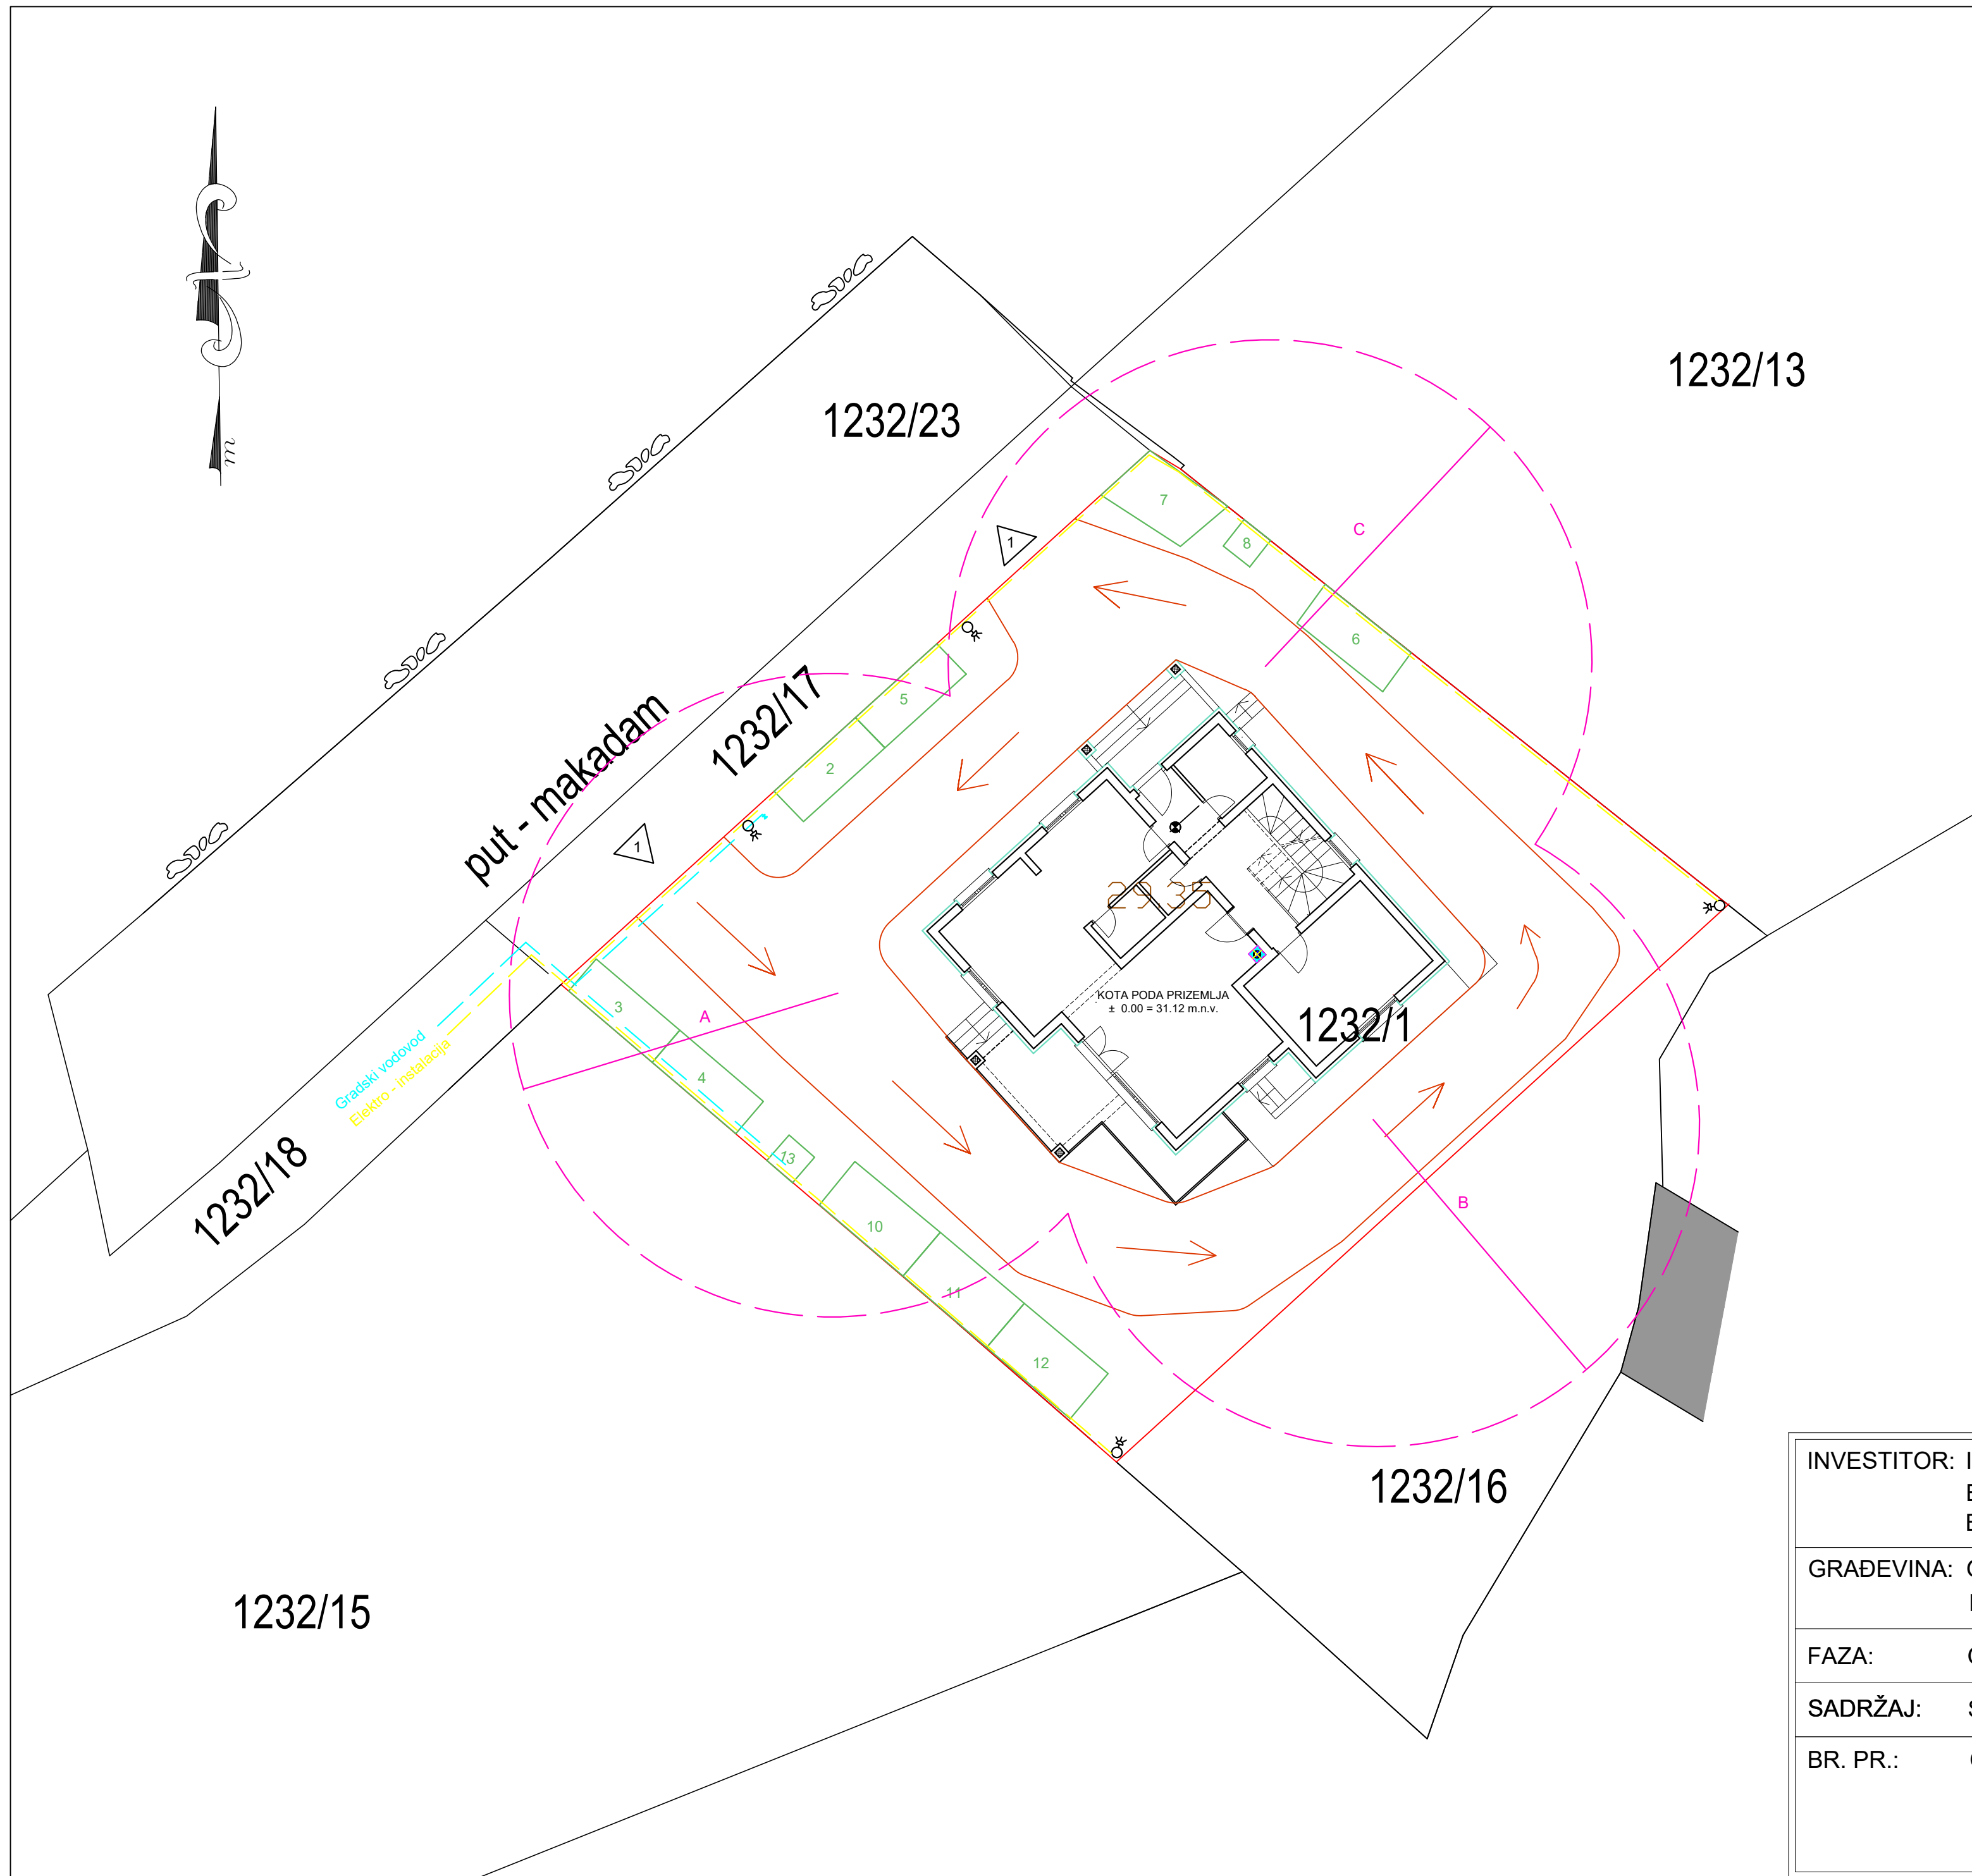 1232/13
1232/23
7
1
8
C
6
5
1232/17
2
put - makadam
1
29.35
KOTA PODA PRIZEMLJA
± 0.00 = 31.12 m.n.v.
1232/1
3
A
4
Gradski vodovod
Elektro - instalacija
13
1232/18
10
B
11
12
1232/16
1232/15
INVESTITOR:
GRAĐEVINA:
FAZA:
SADRŽAJ:
BR. PR.: